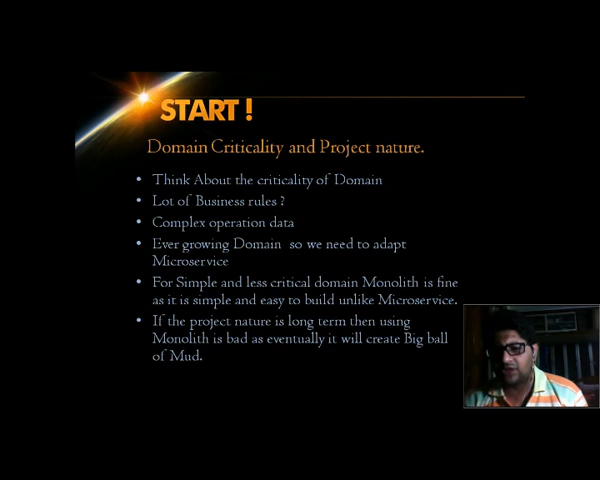 START !
Domain Criticality and Project nature.
• Think About the criticality of Domain
• Lot of Business rules ?
• Complex operation data
• Ever growing Domain so we need to adapt
Microservice
• For Simple and less critical domain Monolith is fine
as it is simple and easy to build unlike Microservice.
• If the project nature is long term then using
Monolith is bad as eventually it will create Big ball
of Mud.